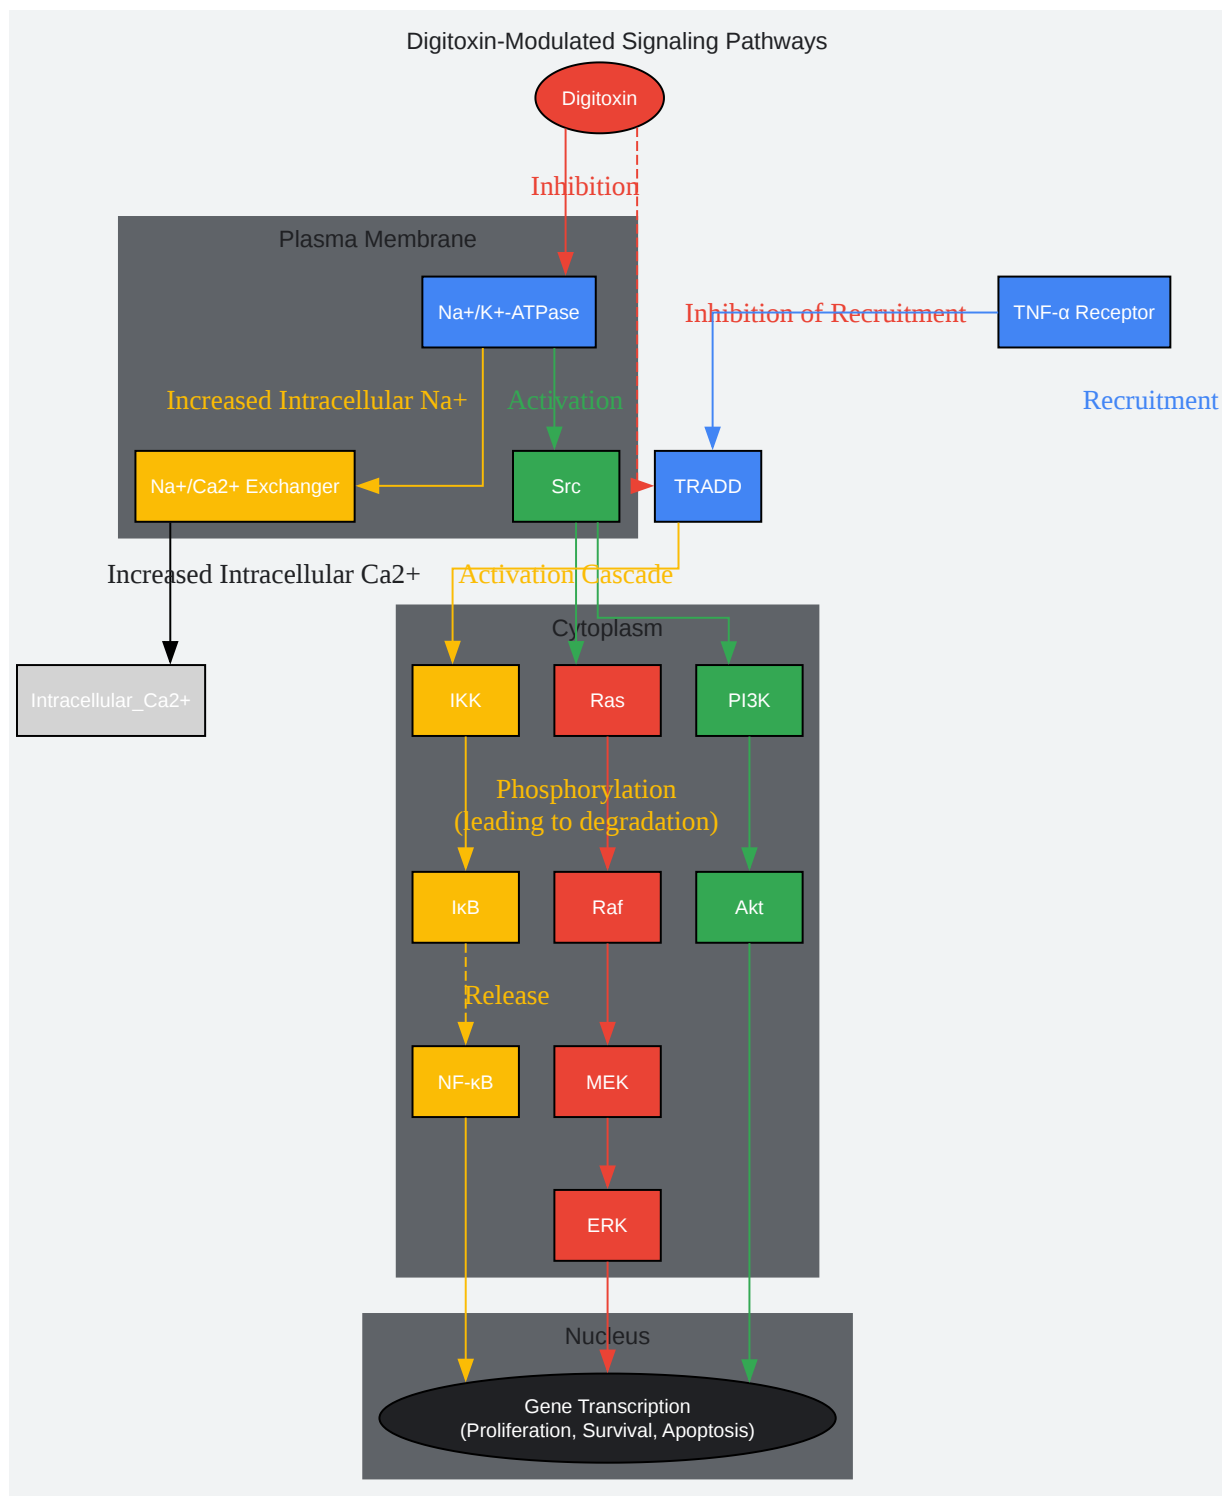 Digitoxin-Modulated Signaling Pathways
Digitoxin
Inhibition
Plasma Membrane
Na+/K+-ATPase
Inhibition of Recruitment
TNF-α Receptor
Increased Intracellular Na+
Activation
Recruitment
Na+/Ca2+ Exchanger
Src
TRADD
Increased Intracellular Ca2+
Activation Cascade
Cytoplasm
Intracellular_Ca2+
IKK
Ras
PI3K
Phosphorylation
(leading to degradation)
IκB
Raf
Akt
Release
NF-κB
MEK
ERK
Nucleus
Gene Transcription
(Proliferation, Survival, Apoptosis)